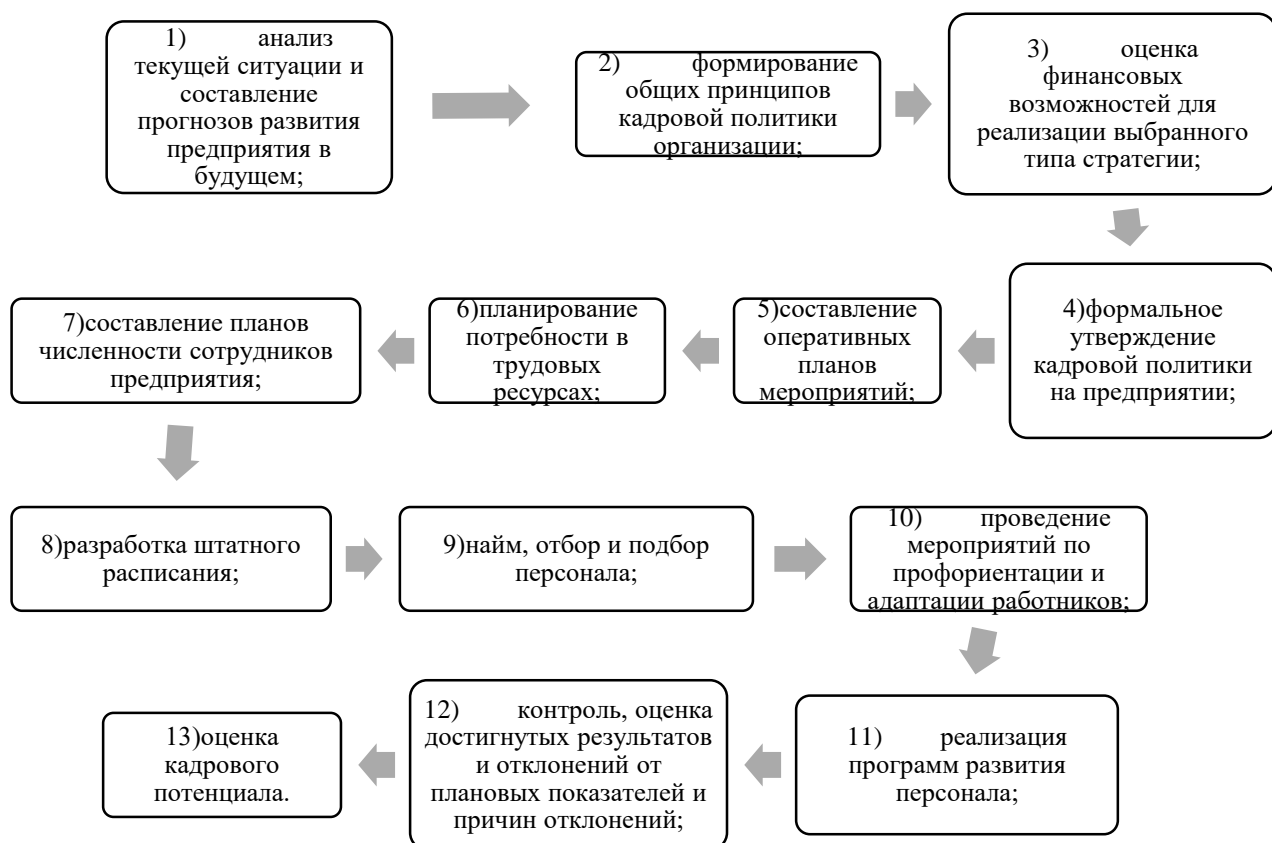 1) анализ
текущей ситуации и
составление
прогнозов развития
предприятия в
будущем;
2) формирование
общих принципов
кадровой политики
организации;
3) оценка
финансовых
возможностей для
реализации выбранного
типа стратегии;
4)формальное
утверждение
кадровой политики
на предприятии;
5)составление
оперативных
планов
мероприятий;
6)планирование
потребности в
трудовых
ресурсах;
7)составление планов
численности сотрудников
предприятия;
8)разработка штатного
расписания;
9)найм, отбор и подбор
персонала;
10) проведение
мероприятий по
профориентации и
адаптации работников;
11) реализация
программ развития
персонала;
12) контроль, оценка
достигнутых результатов
и отклонений от
плановых показателей и
причин отклонений;
13)оценка
кадрового
потенциала.